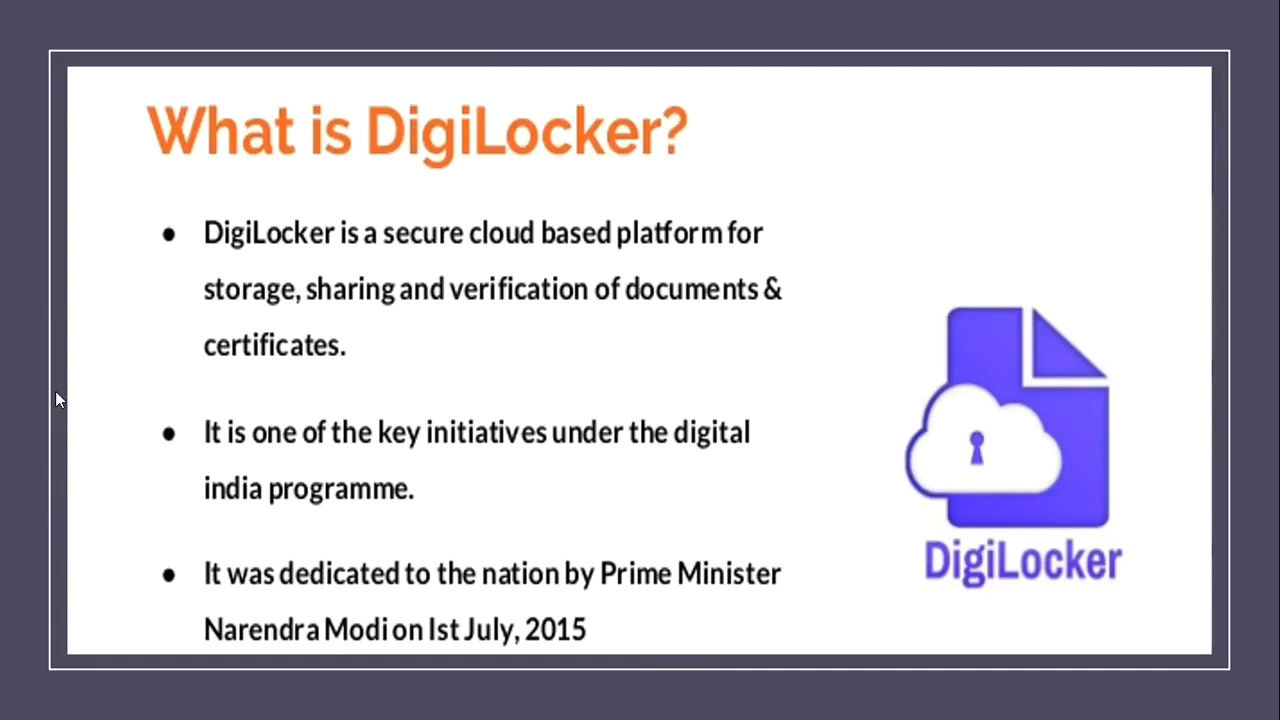 What is DigiLocker?
● DigiLocker is a secure cloud based platform for
storage, sharing and verification of documents &
certificates.
● It is one of the key initiatives under the digital
india programme.
● It was dedicated to the nation by Prime Minister
Narendra Modi on Ist July, 2015
DigiLocker